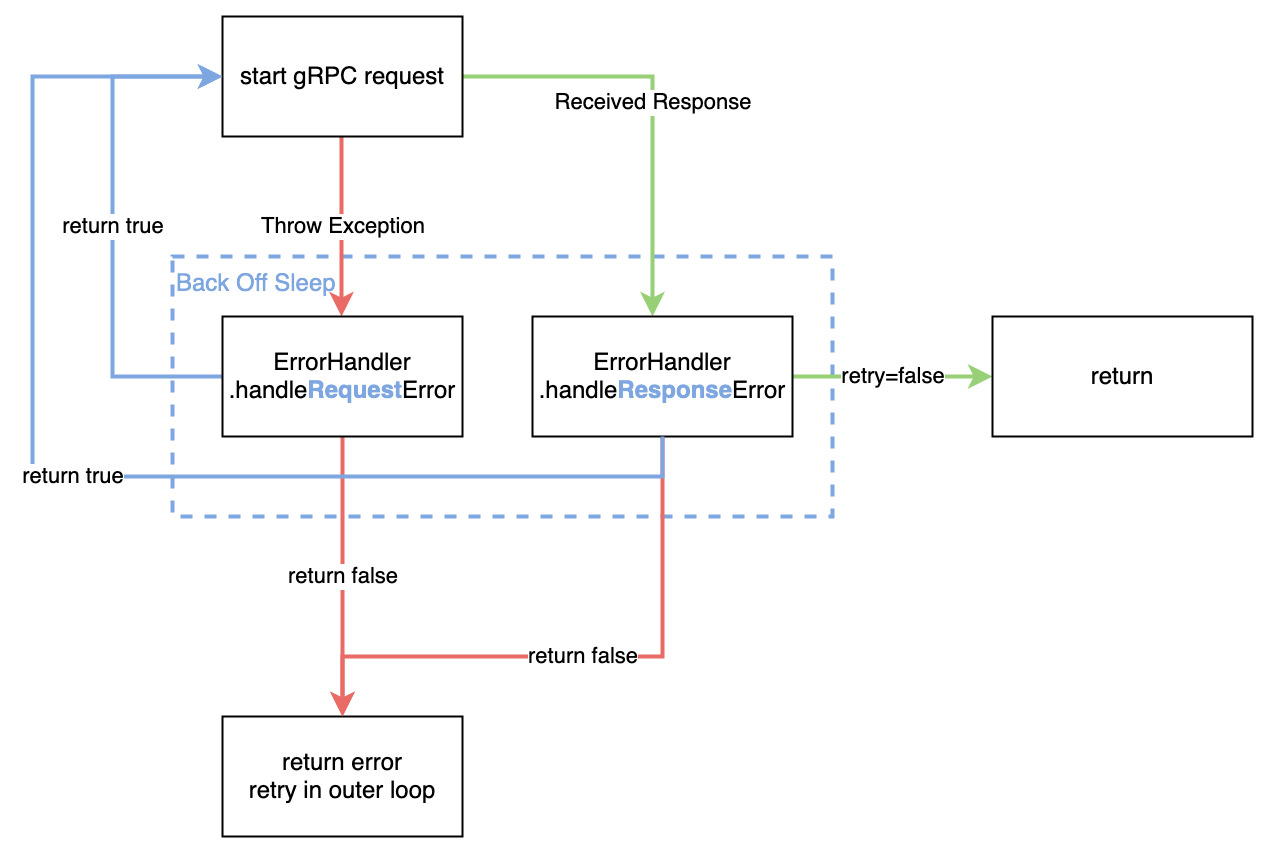 start gRPC request
Received Response
return true
Throw Exception
Back Off Sleep
ErrorHandler
.handleRequestError
ErrorHandler
.handleResponseError
retry=false
return
return true
return false
return false
return error
retry in outer loop